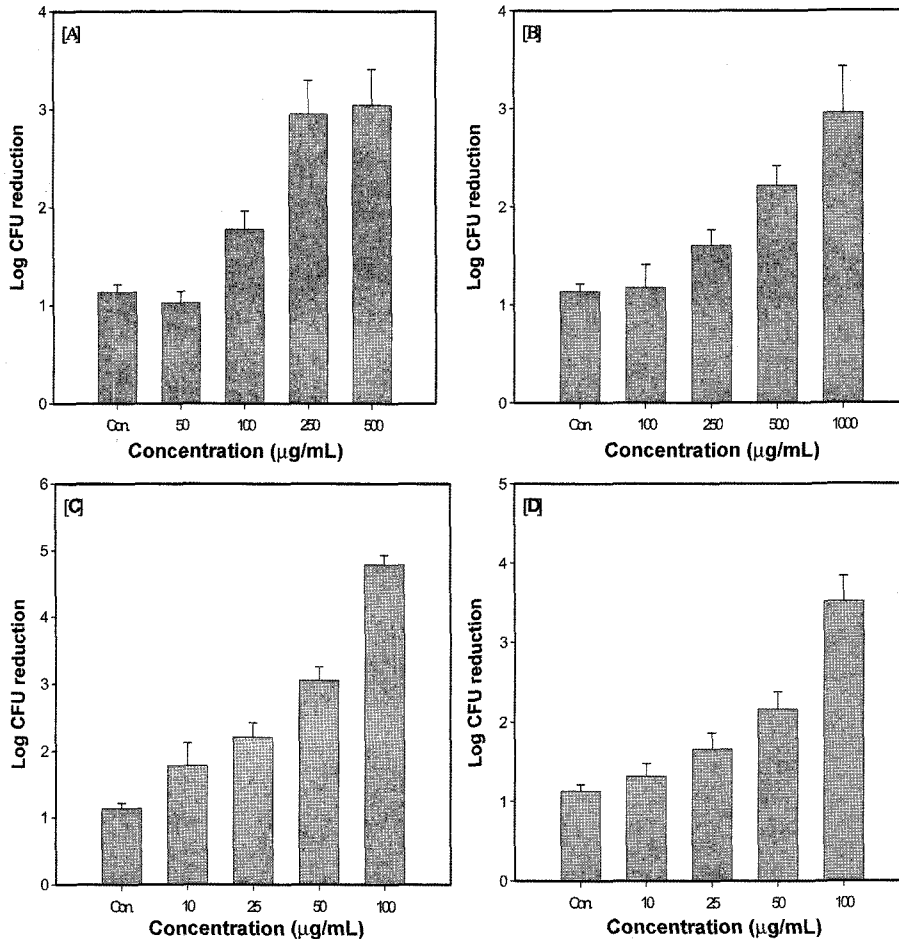 [A]
4
3
2
1
0
Log CFU reduction
Con. 50 100 250 500
Concentration (μg/mL)
[B]
4
3
2
1
0
Log CFU reduction
Con. 100 250 500 1000
Concentration (μg/mL)
[C]
6
5
4
3
2
1
0
Log CFU reduction
Con. 10 25 50 100
Concentration (μg/mL)
[D]
5
4
3
2
1
0
Log CFU reduction
Con. 10 25 50 100
Concentration (μg/mL)